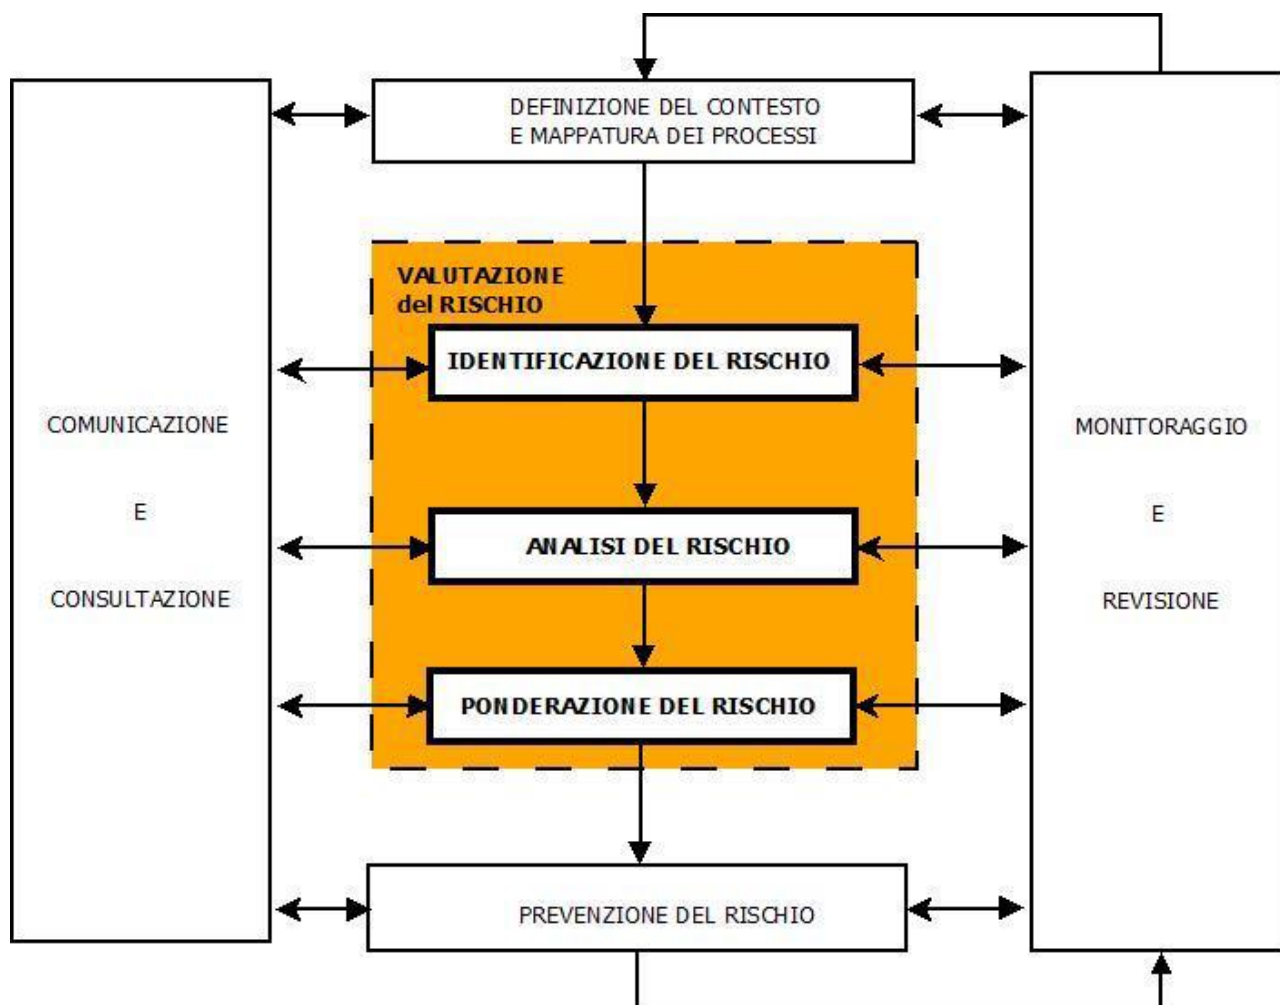 DEFINIZIONE DEL CONTESTO
E MAPPATURA DEI PROCESSI
VALUTAZIONE
del RISCHIO
IDENTIFICAZIONE DEL RISCHIO
ANALISI DEL RISCHIO
PONDERAZIONE DEL RISCHIO
PREVENZIONE DEL RISCHIO
COMUNICAZIONE
E
CONSULTAZIONE
MONITORAGGIO
E
REVISIONE